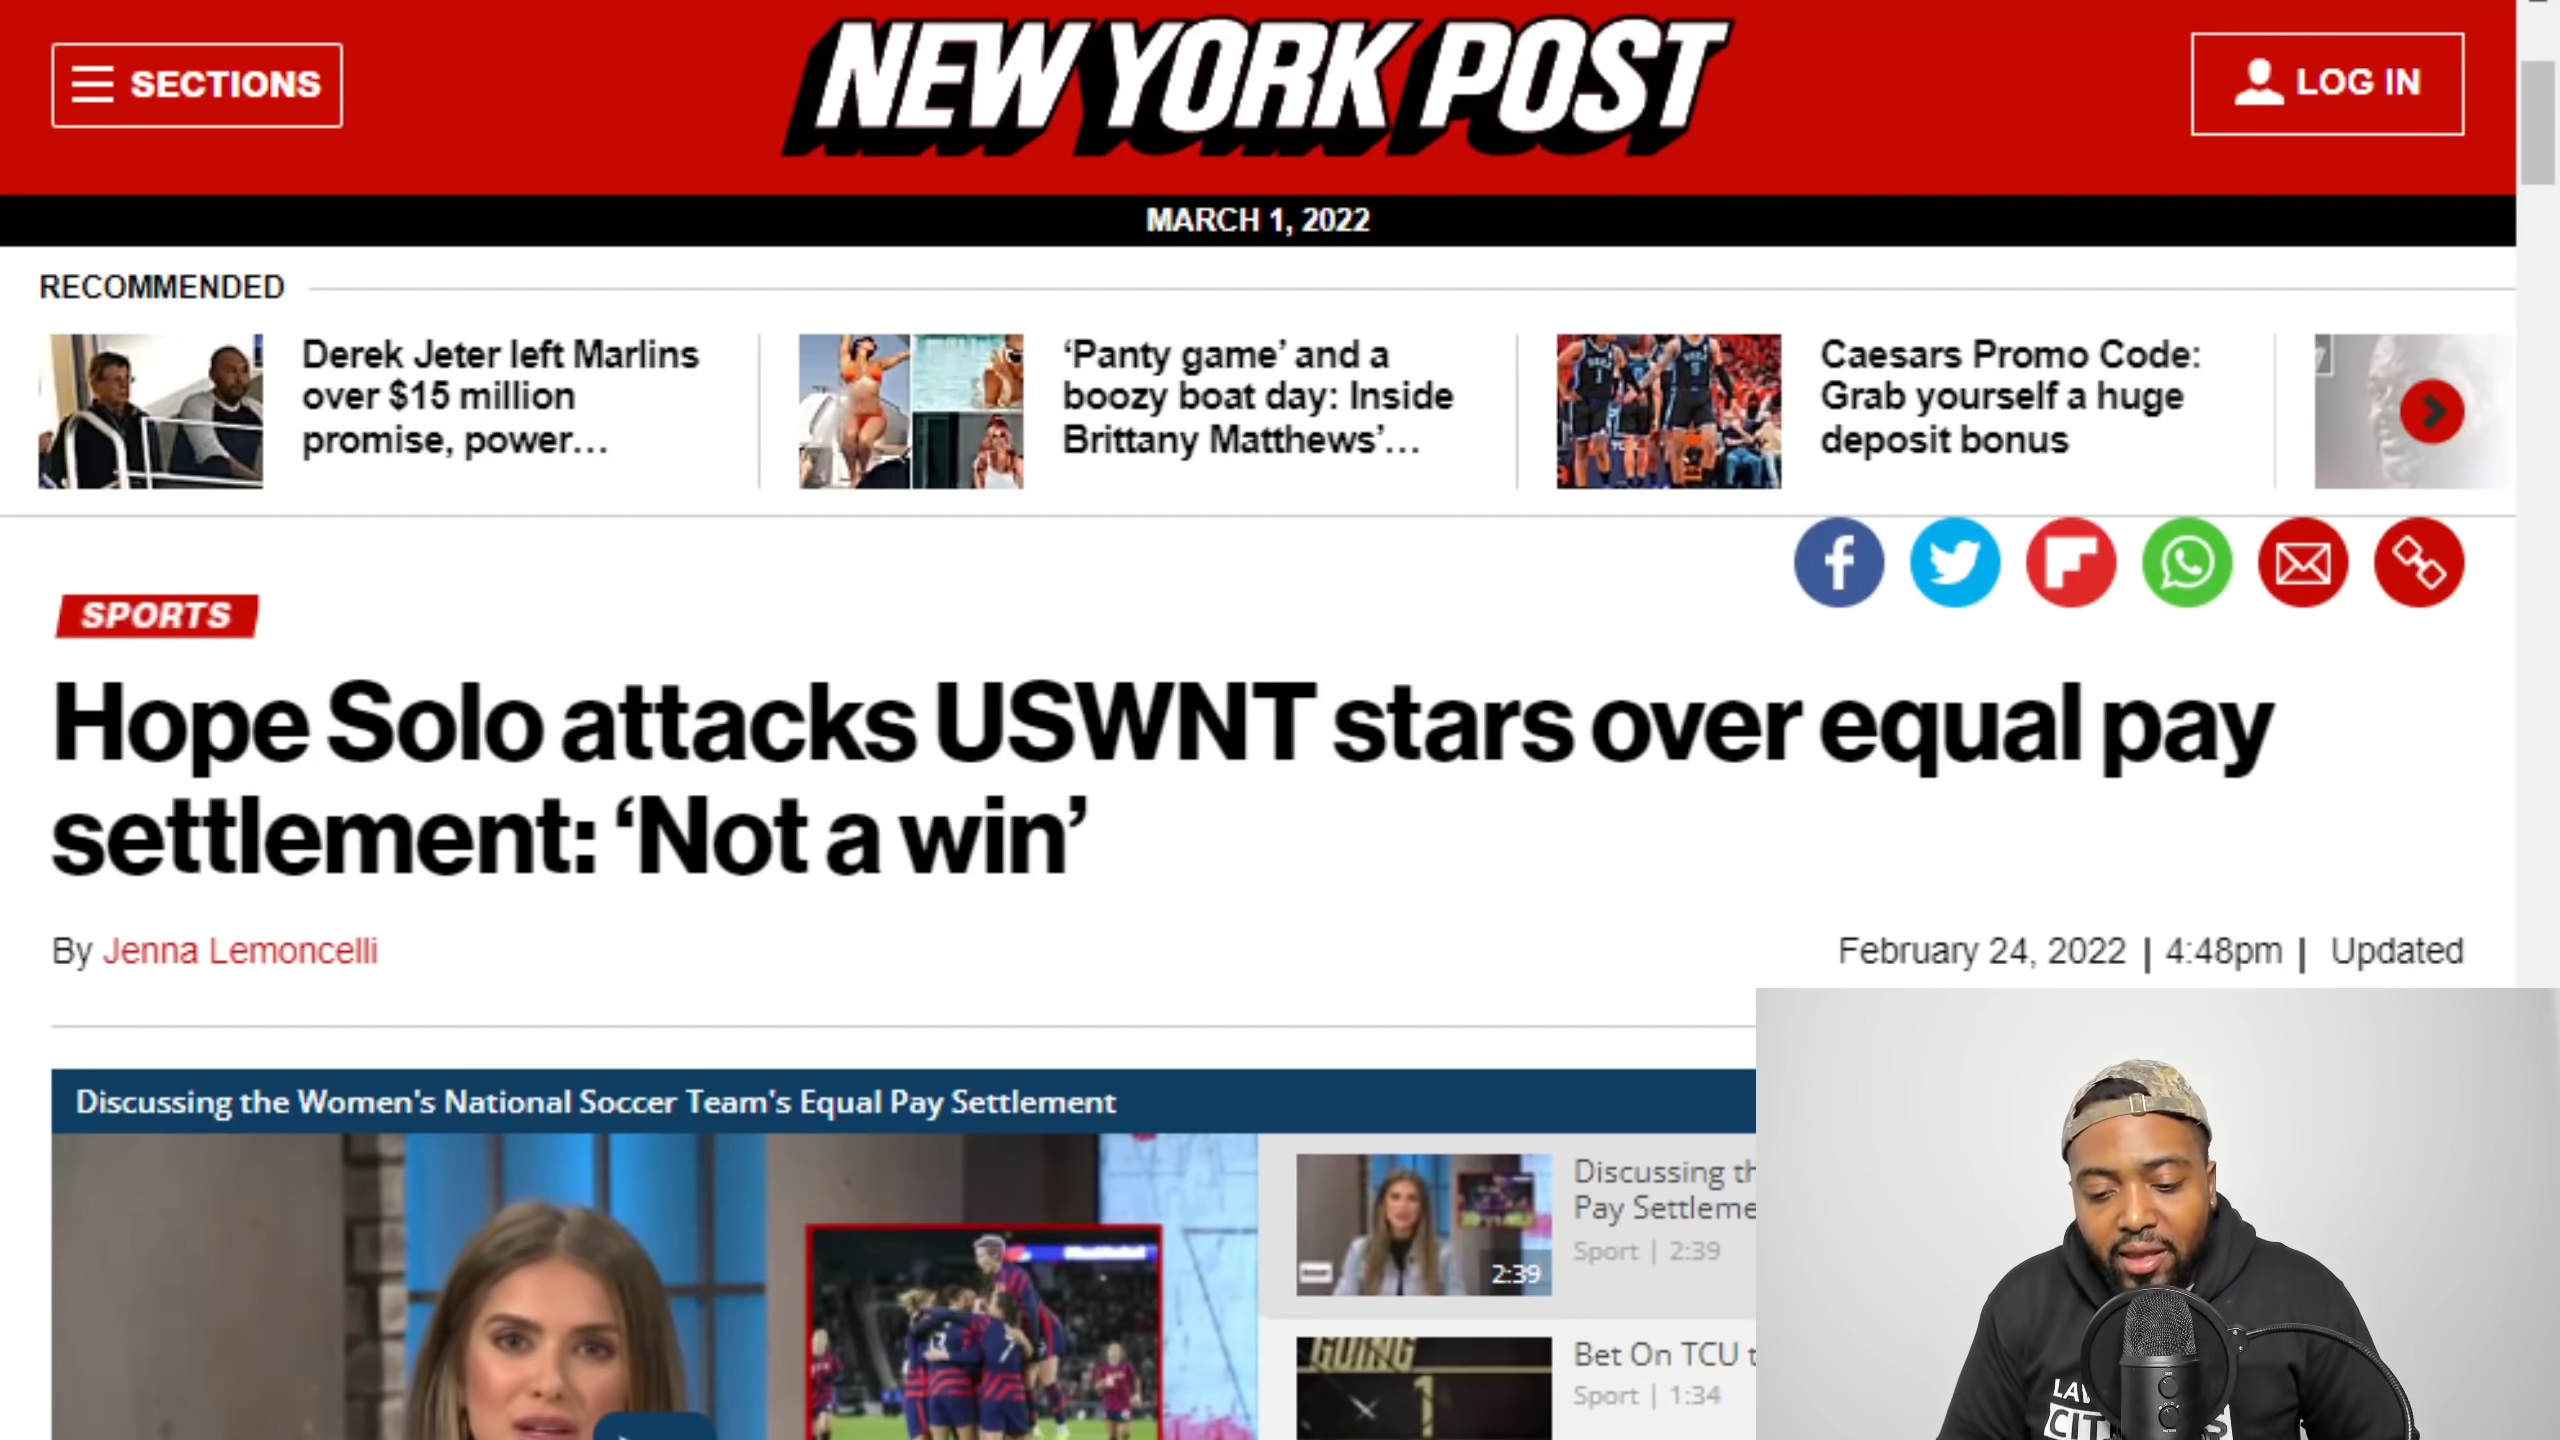 SECTIONS
NEW YORK POST
LOG IN
MARCH 1, 2022
RECOMMENDED
Derek Jeter left Marlins
over $15 million
promise, power...
‘Panty game’ and a
boozy boat day: Inside
Brittany Matthews’...
Caesars Promo Code:
Grab yourself a huge
deposit bonus
SPORTS
Hope Solo attacks USWNT stars over equal pay
settlement: ‘Not a win’
By Jenna Lemoncelli
February 24, 2022 | 4:48pm | Updated
Discussing the Women's National Soccer Team's Equal Pay Settlement
Discussing th
Pay Settleme
Sport | 2:39
2:39
Bet On TCU t
Sport | 1:34
GOING
1